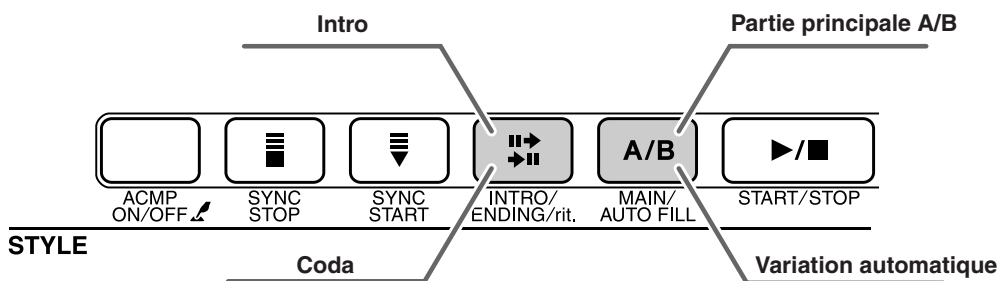 Intro
Partie principale A/B
A/B
▶/■
ACMP
ON/OFF
SYNC
STOP
SYNC
START
INTRO/
ENDING/rit.
MAIN/
AUTO FILL
START/STOP
STYLE
Coda
Variation automatique